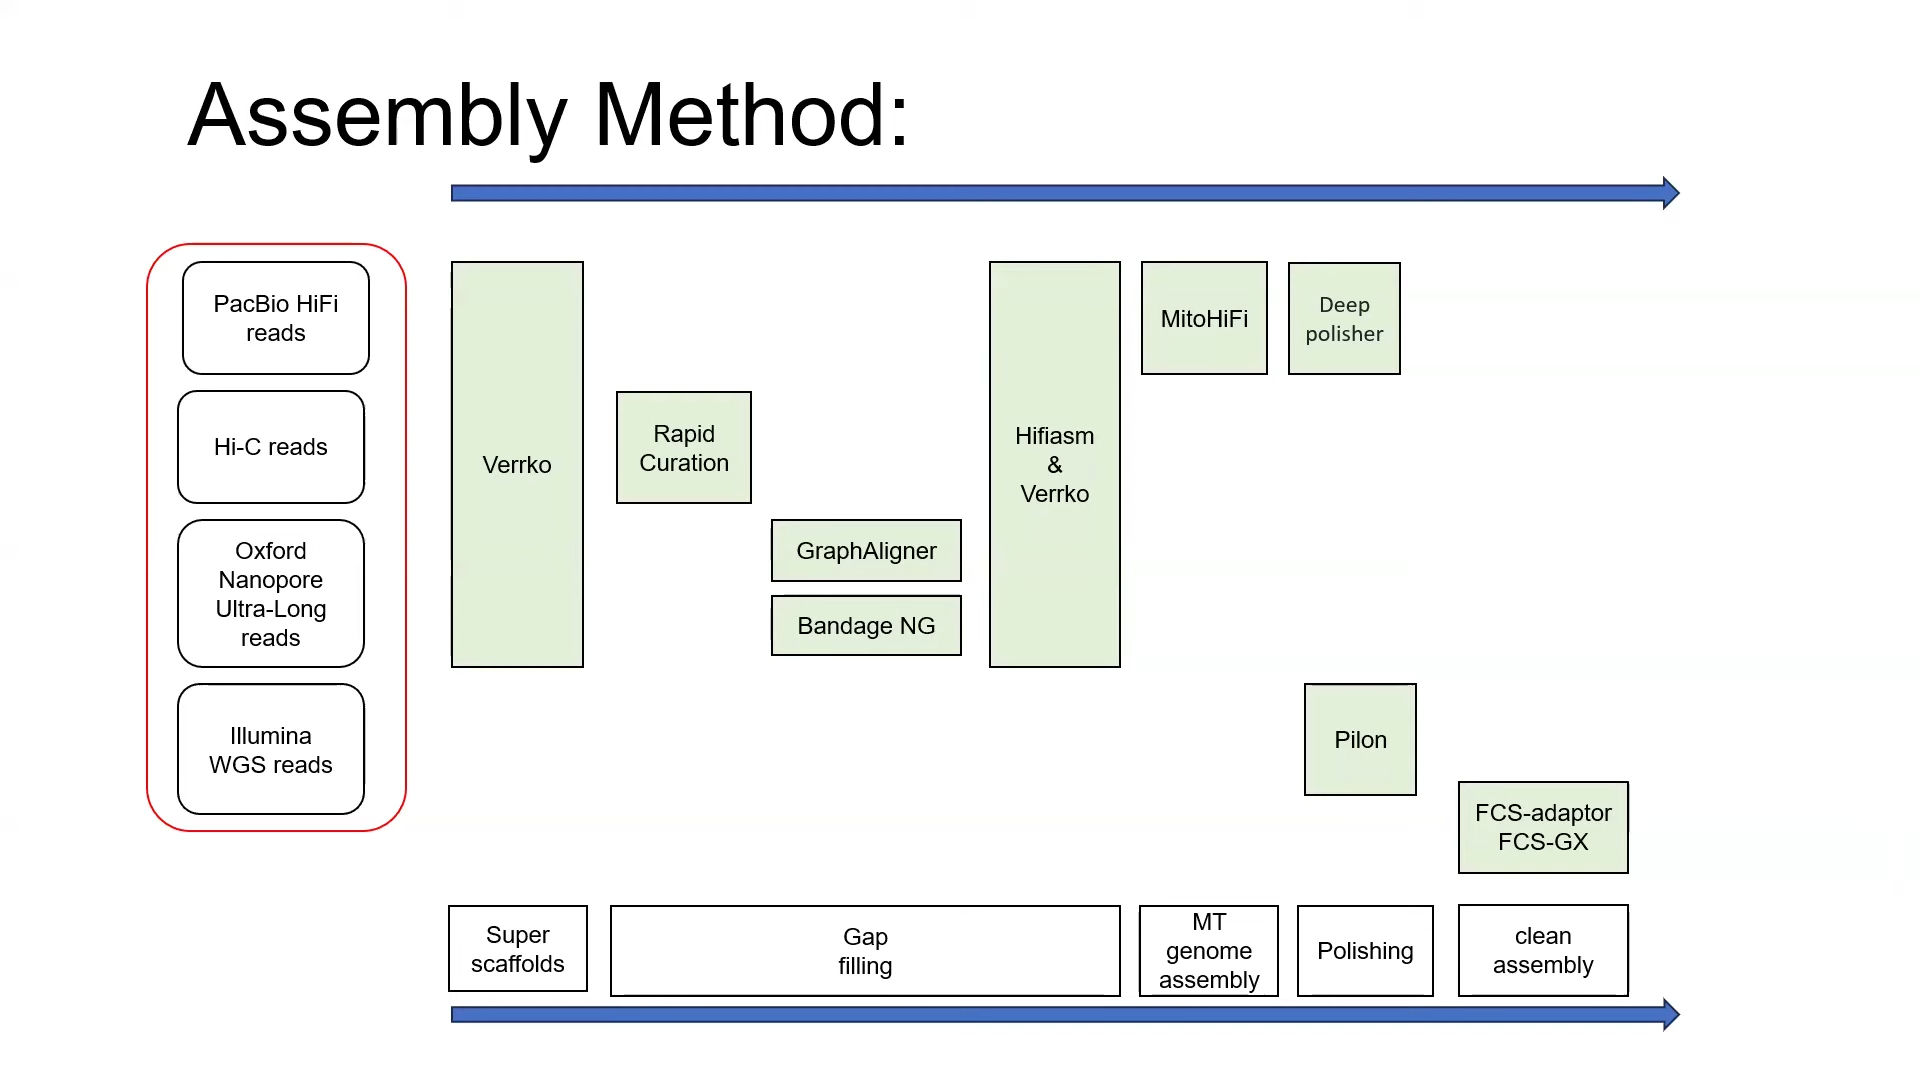 Assembly Method:
PacBio HiFi
reads
Hi-C reads
Oxford
Nanopore
Ultra-Long
reads
Illumina
WGS reads
Verrko
Rapid
Curation
GraphAligner
Bandage NG
Hifiasm
&
Verrko
MitoHiFi
Deep
polisher
Pilon
FCS-adaptor
FCS-GX
Super
scaffolds
Gap
filling
MT
genome
assembly
Polishing
clean
assembly